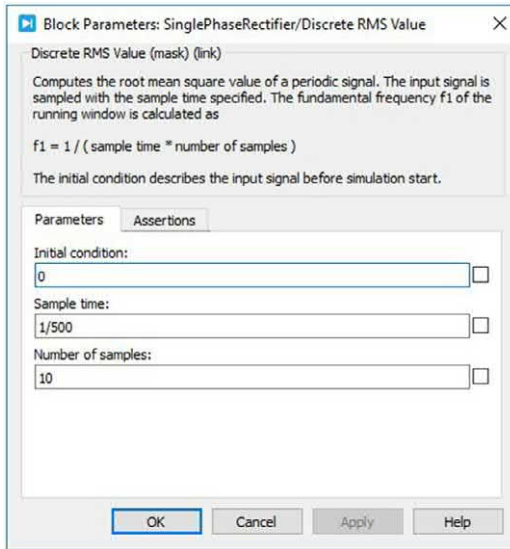 Block Parameters: SinglePhaseRectifier/Discrete RMS Value
Discrete RMS Value (mask) (link)
Computes the root mean square value of a periodic signal. The input signal is
sampled with the sample time specified. The fundamental frequency f1 of the
running window is calculated as
f1 = 1 / ( sample time * number of samples )
The initial condition describes the input signal before simulation start.
Parameters Assertions
Initial condition:
0
Sample time:
1/500
Number of samples:
10
OK Cancel Apply Help